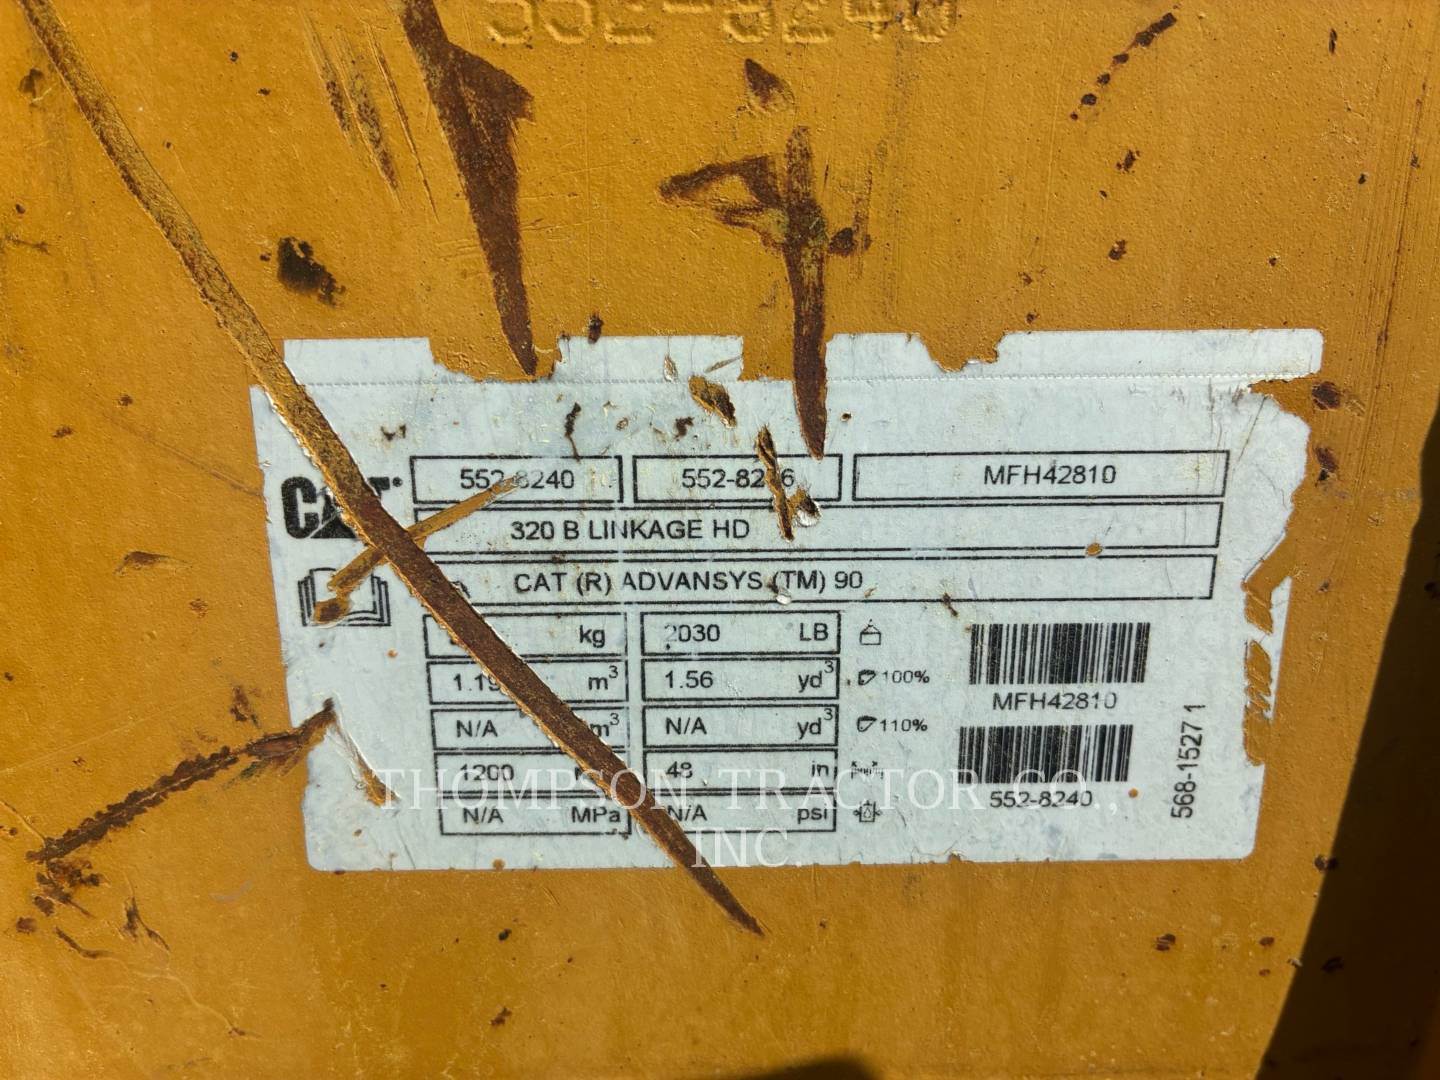 552-8240
CAT 552-8240 MFH42810
320 B LINKAGE HD
CAT (R) ADVANSYS (TM) 90
kg 2030 LB
m³ 1.56 yd³ 100%
MFH42810
N/A m³ N/A yd³ 110%
1200 48 in
552-8240
N/A MPa N/A psi
568-1527 1
THOMPSON TRACTOR CO.,
INC.